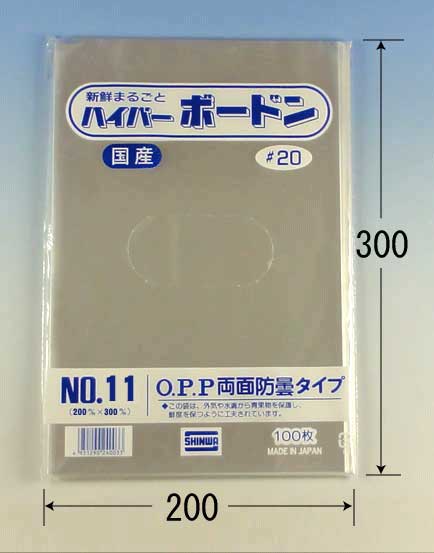 新鮮まるごと
ハイパーボードン
国産
#20
300
NO.11
(200㎜×300㎜)
O.P.P両面防曇タイプ
◆この袋は、外気や水滴から青果物を保護し、
鮮度を保つように工夫されています。
SHINWA
100枚
MADE IN JAPAN
200